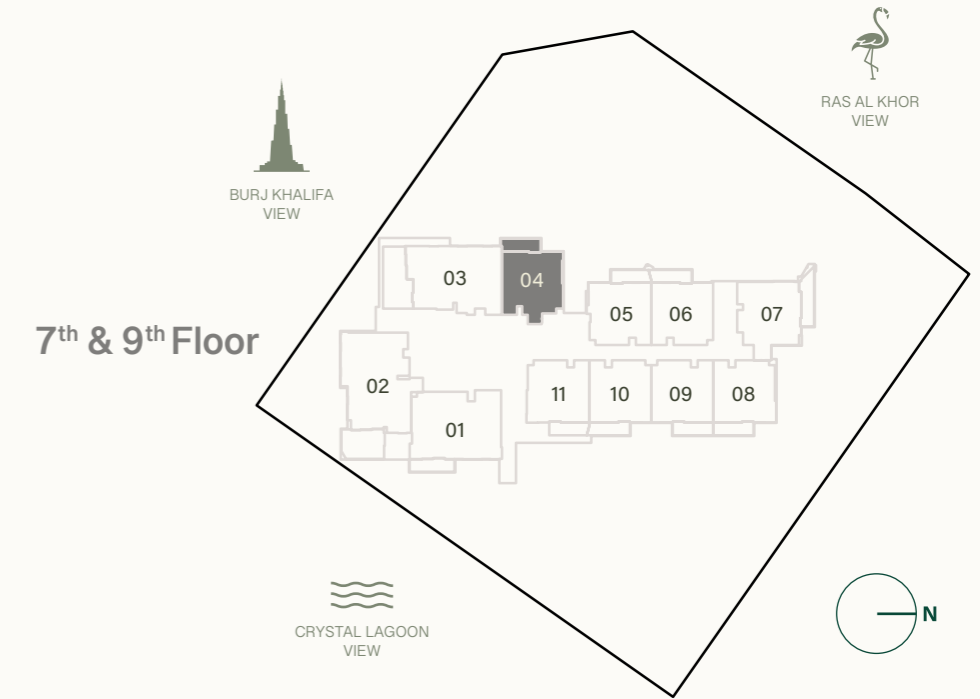 RAS AL KHOR
VIEW
BURJ KHALIFA
VIEW
03
04
05
06
07
7th & 9th Floor
02
01
11
10
09
08
CRYSTAL LAGOON
VIEW
N